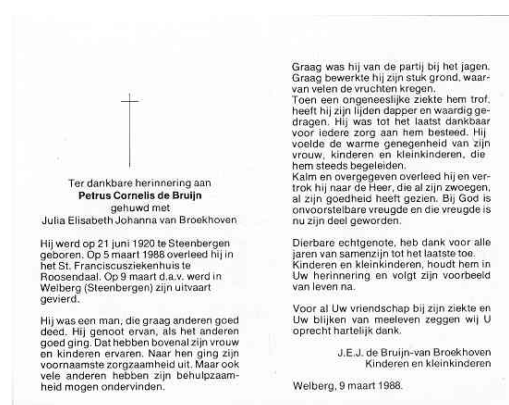 Ter dankbare herinnering aan
Petrus Cornelis de Bruijn
gehuwd met
Julia Elisabeth Johanna van Broekhoven
Hij werd op 21 juni 1920 te Steenbergen
geboren. Op 5 maart 1988 overleed hij in
het St. Franciscusziekenhuis te
Roosendaal. Op 9 maart d.a.v. werd in
Welberg (Steenbergen) zijn uitvaart
gevierd.
Hij was een man, die graag anderen goed
deed. Hij genoot ervan, als het anderen
goed ging. Dat hebben bovenal zijn vrouw
en kinderen ervaren. Naar hen ging zijn
voornaamste zorgzaamheid uit. Maar ook
vele anderen hebben zijn behulpzaam-
heid mogen ondervinden.
Graag was hij van de partij bij het jagen.
Graag bewerkte hij zijn stuk grond, waar-
van velen de vruchten kregen.
Toen een ongeneeslijke ziekte hem trof,
heeft hij zijn lijden dapper en waardig ge-
dragen. Hij was tot het laatst dankbaar
voor iedere zorg aan hem besteed. Hij
voelde de warme genegenheid van zijn
vrouw, kinderen en kleinkinderen, die
hem steeds begeleiden.
Kalm en overgegeven overleed hij en ver-
trok hij naar de Heer, die al zijn zwoegen,
al zijn goedheid heeft gezien. Bij God is
onvoorstelbare vreugde en die vreugde is
nu zijn deel geworden.
Dierbare echtgenote, heb dank voor alle
jaren van samenzijn tot het laatste toe.
Kinderen en kleinkinderen, houdt hem in
Uw herinnering en volgt zijn voorbeeld
van leven na.
Voor al Uw vriendschap bij zijn ziekte en
Uw blijken van meeleven zeggen wij U
oprecht hartelijk dank.
J.E.J. de Bruijn-van Broekhoven
Kinderen en kleinkinderen
Welberg, 9 maart 1988.